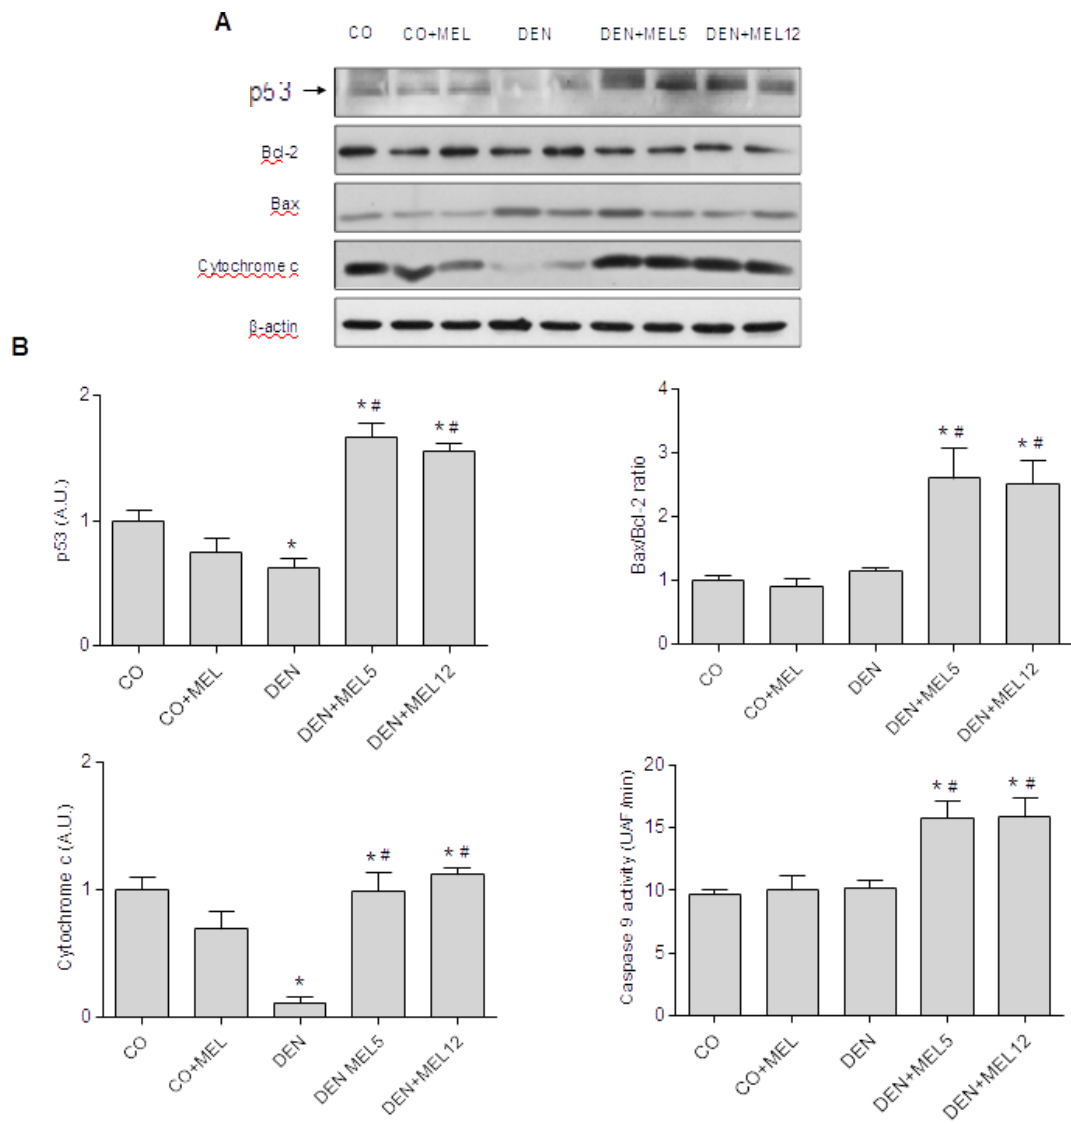 A
CO CO+MEL DEN DEN+MEL5 DEN+MEL12
p53
Bcl-2
Bax
Cytochrome c
β-actin
B
2
1
0
p53 (A.U.)
*
* #
* #
CO
CO+MEL
DEN
DEN+MEL5
DEN+MEL12
4
3
2
1
0
Bax/Bcl-2 ratio
* #
* #
CO
CO+MEL
DEN
DEN+MEL5
DEN+MEL12
2
1
0
Cytochrome c (A.U.)
*
* #
* #
CO
CO+MEL
DEN
DEN MEL5
DEN+MEL12
20
15
10
5
0
Caspase 9 activity (UAF/min)
* #
* #
CO
CO+MEL
DEN
DEN+MEL5
DEN+MEL12